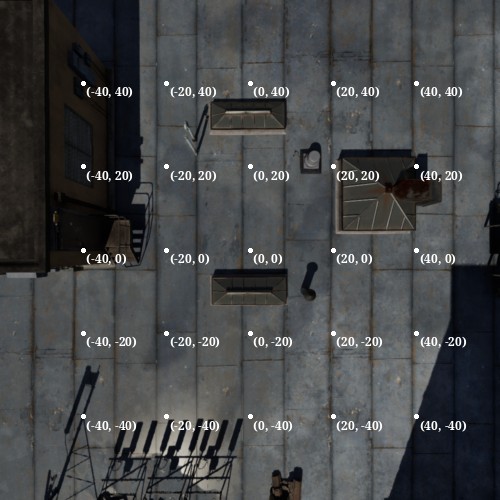 (-40, 40) (-20, 40) (0, 40) (20, 40) (40, 40)
(-40, 20) (-20, 20) (0, 20) (20, 20) (40, 20)
(-40, 0) (-20, 0) (0, 0) (20, 0) (40, 0)
(-40, -20) (-20, -20) (0, -20) (20, -20) (40, -20)
(-40, -40) (-20, -40) (0, -40) (20, -40) (40, -40)